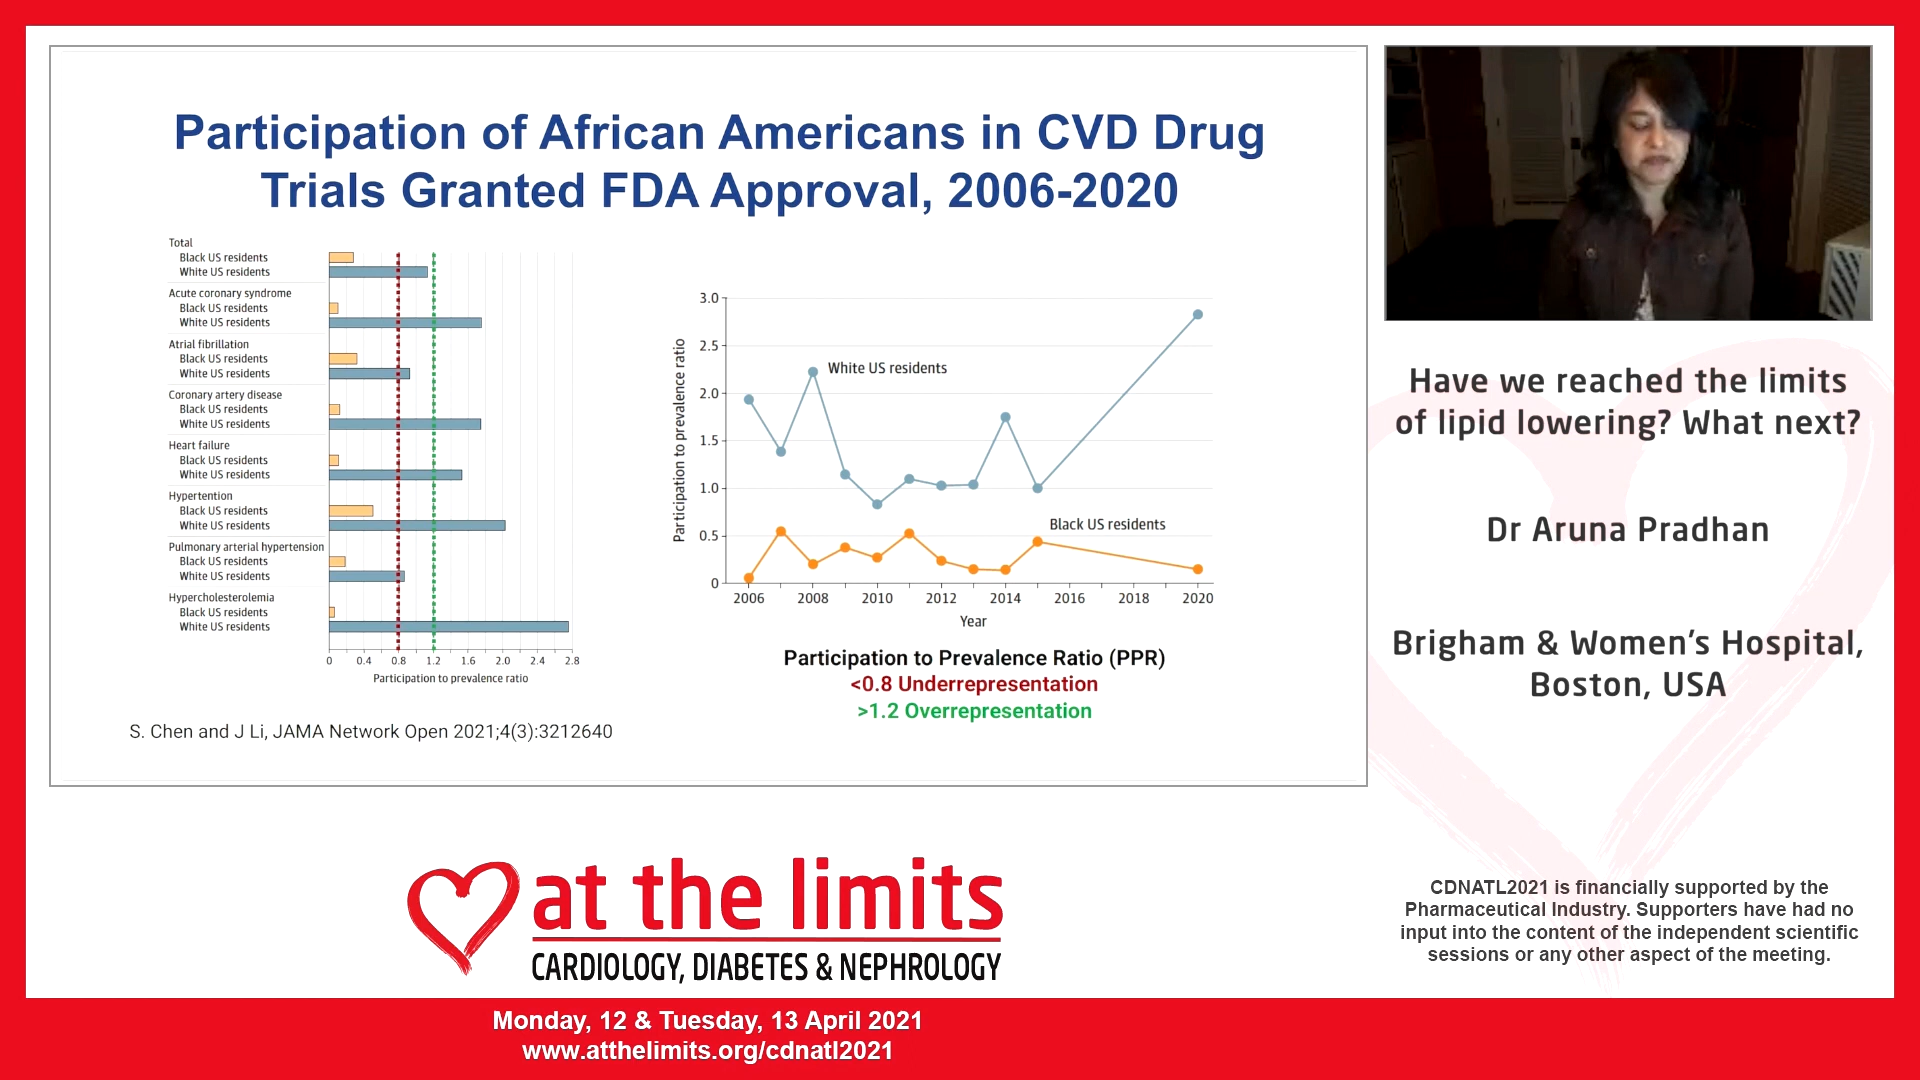 Participation of African Americans in CVD Drug
Trials Granted FDA Approval, 2006-2020
Total
Black US residents
White US residents
Acute coronary syndrome
Black US residents
White US residents
Atrial fibrillation
Black US residents
White US residents
Coronary artery disease
Black US residents
White US residents
Heart failure
Black US residents
White US residents
Hypertention
Black US residents
White US residents
Pulmonary arterial hypertension
Black US residents
White US residents
Hypercholesterolemia
Black US residents
White US residents
0 0.4 0.8 1.2 1.6 2.0 2.4 2.8
Participation to prevalence ratio
S. Chen and J Li, JAMA Network Open 2021;4(3):3212640
Participation to prevalence ratio
3.0
2.5
2.0
1.5
1.0
0.5
0
White US residents
Black US residents
2006 2008 2010 2012 2014 2016 2018 2020
Year
Participation to Prevalence Ratio (PPR)
<0.8 Underrepresentation
>1.2 Overrepresentation
Have we reached the limits
of lipid lowering? What next?
Dr Aruna Pradhan
Brigham & Women's Hospital,
Boston, USA
CDNATL2021 is financially supported by the
Pharmaceutical Industry. Supporters have had no
input into the content of the independent scientific
sessions or any other aspect of the meeting.
at the limits
CARDIOLOGY, DIABETES & NEPHROLOGY
Monday, 12 & Tuesday, 13 April 2021
www.atthelimits.org/cdnatl2021